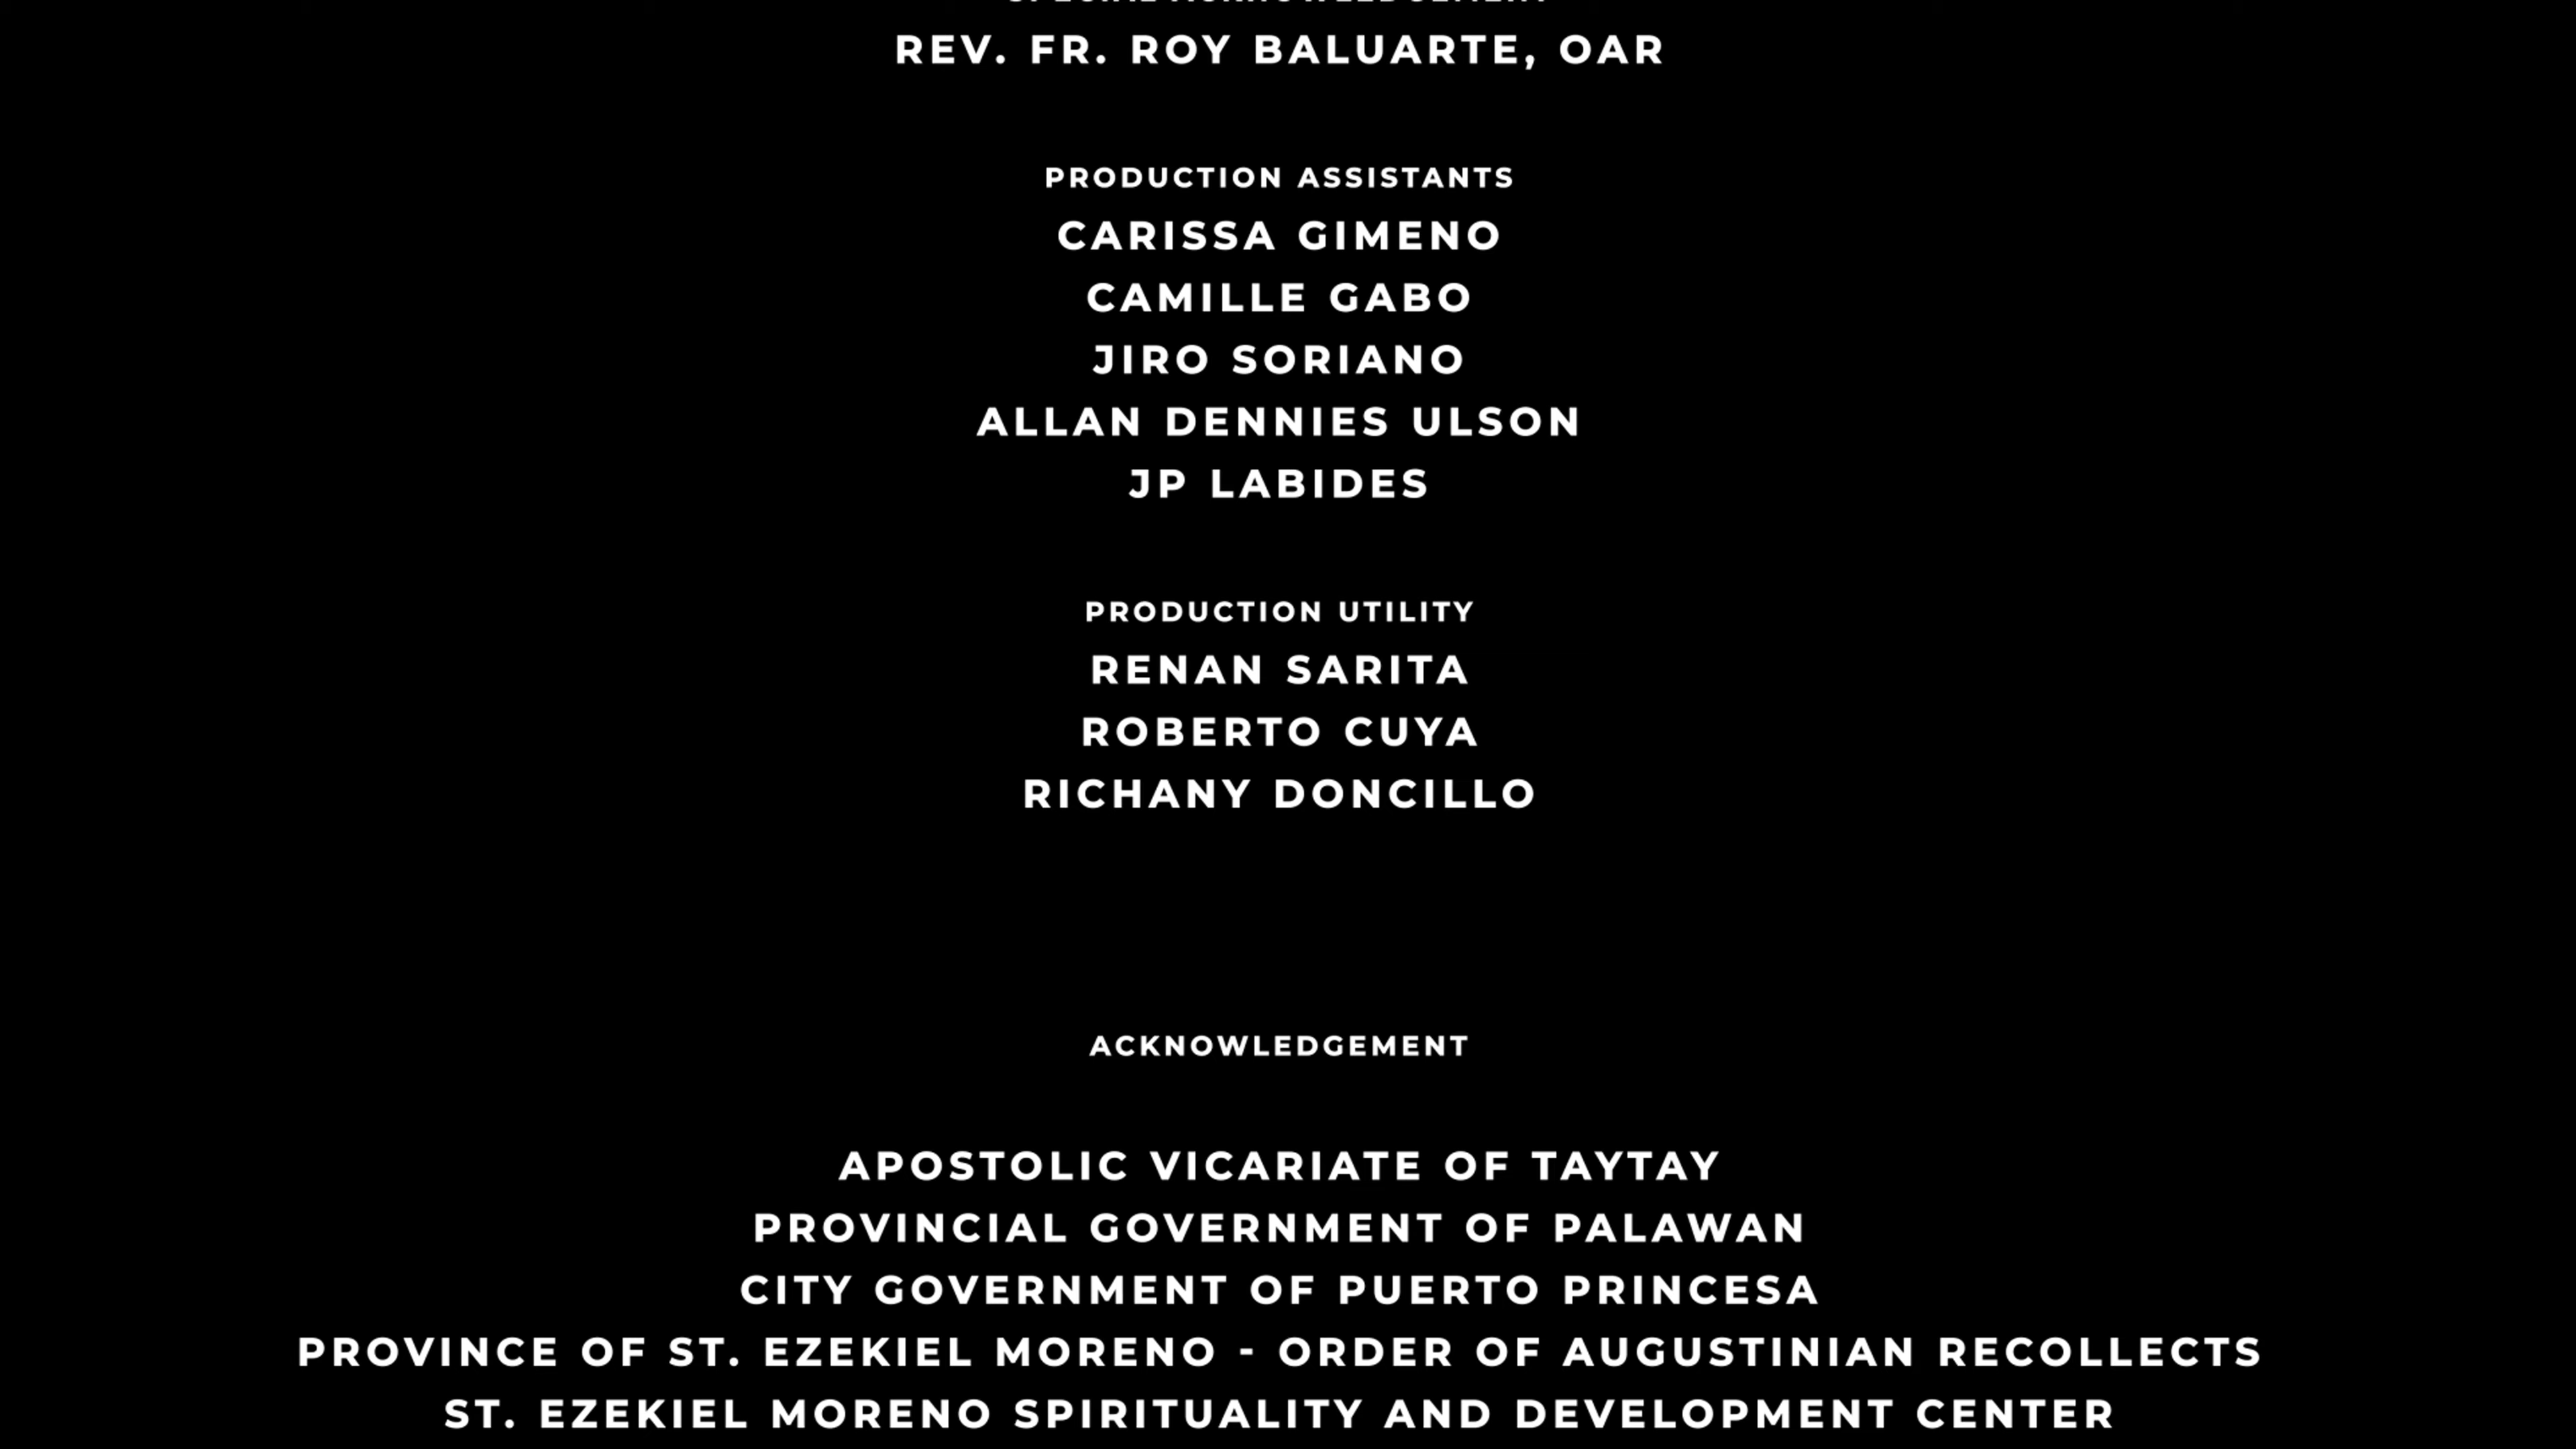 SPECIAL ACKNOWLEDGEMENT
REV. FR. ROY BALUARTE, OAR
PRODUCTION ASSISTANTS
CARISSA GIMENO
CAMILLE GABO
JIRO SORIANO
ALLAN DENNIES ULSON
JP LABIDES
PRODUCTION UTILITY
RENAN SARITA
ROBERTO CUYA
RICHANY DONCILLO
ACKNOWLEDGEMENT
APOSTOLIC VICARIATE OF TAYTAY
PROVINCIAL GOVERNMENT OF PALAWAN
CITY GOVERNMENT OF PUERTO PRINCESA
PROVINCE OF ST. EZEKIEL MORENO - ORDER OF AUGUSTINIAN RECOLLECTS
ST. EZEKIEL MORENO SPIRITUALITY AND DEVELOPMENT CENTER